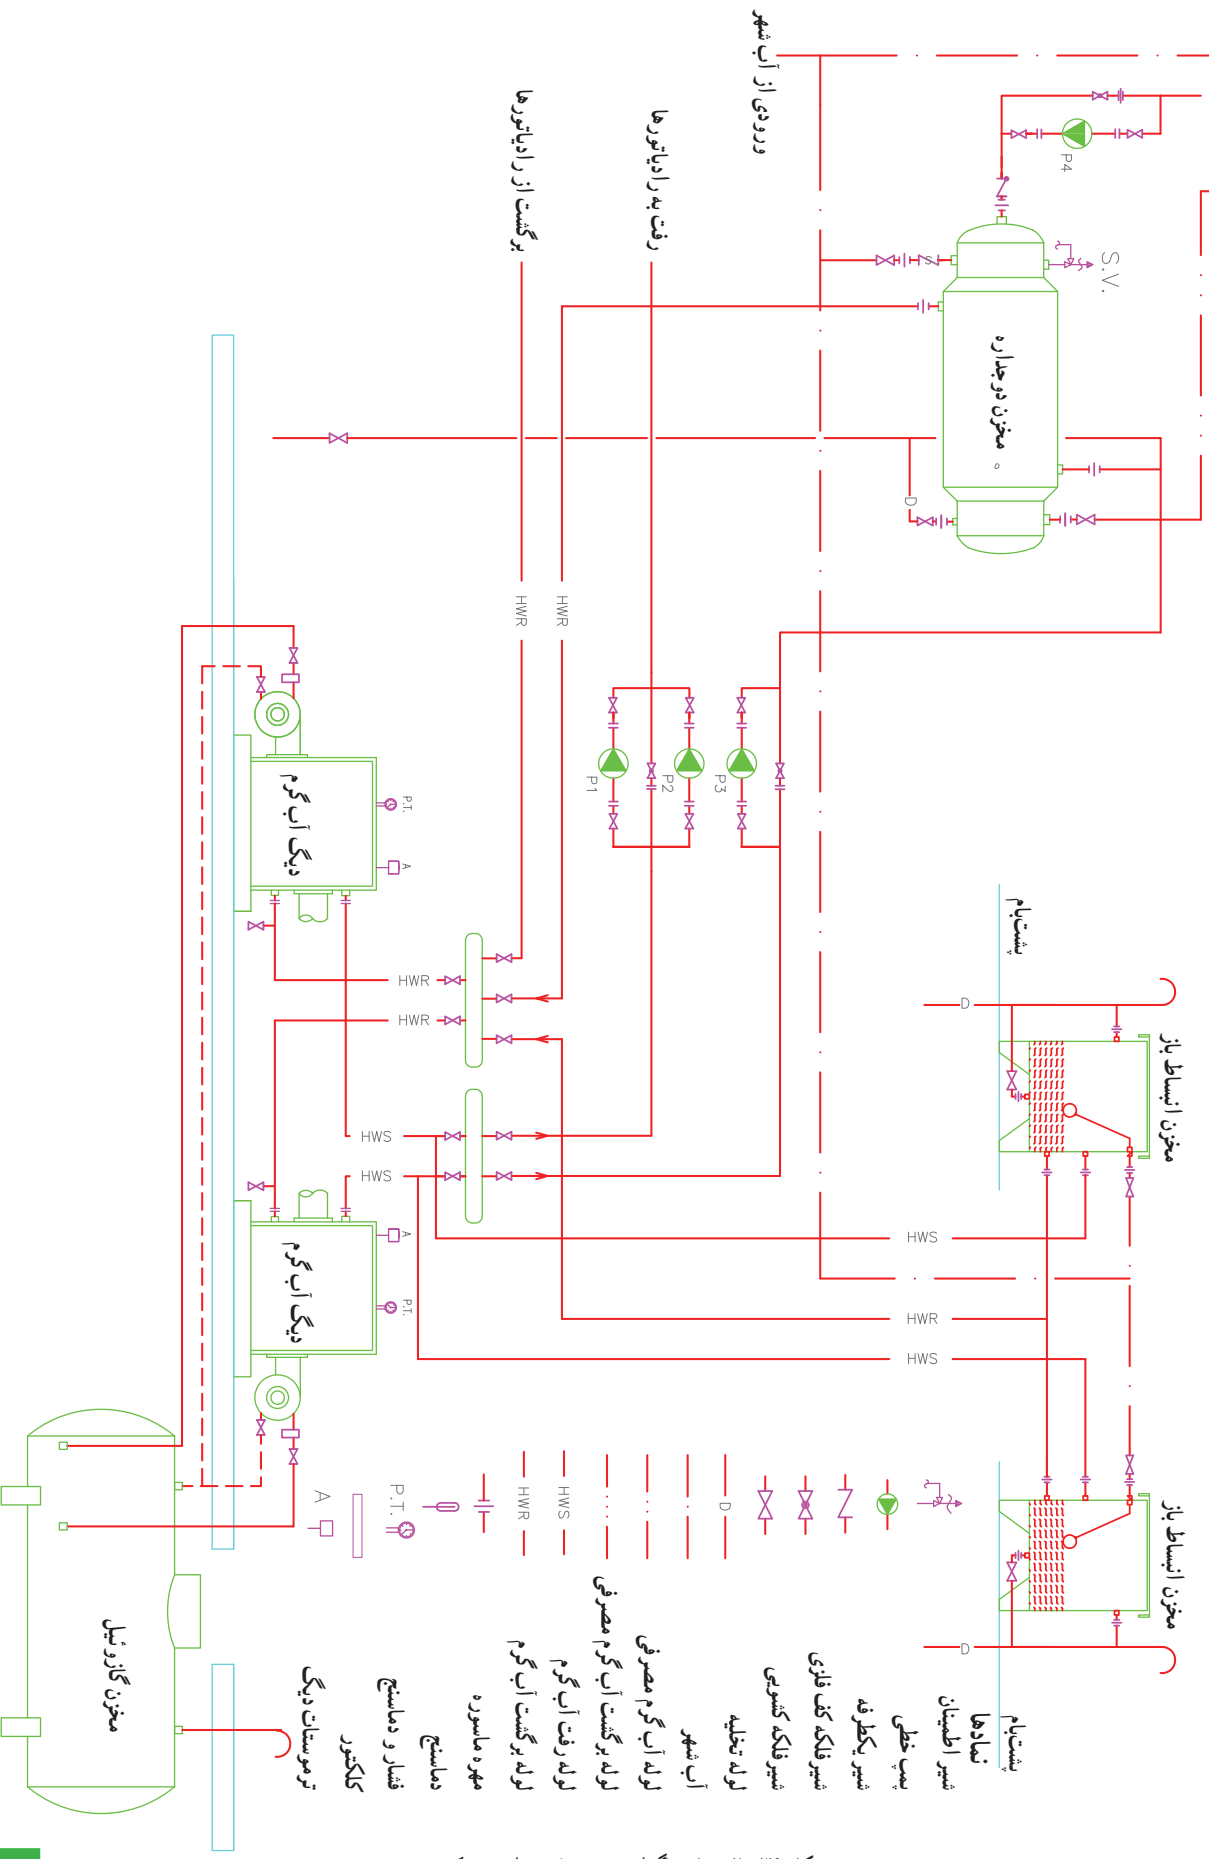 ورودی از آب شهر
برگشت از رادیاتورها
رفت به رادیاتورها
P4
S.V.
S
مخزن دوجداره
D
HWR
HWR
P1
P2
P3
دیگ آب گرم
P.T.
A
HWR
HWR
HWS
HWS
دیگ آب گرم
A
P.T.
پشت‌بام
D
مخزن انبساط باز
HWS
HWR
HWS
مخزن انبساط باز
D
پشت‌بام
مخزن گازوئیل
نمادها
شیر اطمینان
پمپ خطی
شیر یکطرفه
شیر فلکه کف فلزی
شیر فلکه کشویی
D لوله تخلیه
آب شهر
لوله آب گرم مصرفی
لوله برگشت آب گرم مصرفی
HWS لوله رفت آب گرم
HWR لوله برگشت آب گرم
مهره ماسوره
دماسنج
P.T. فشار و دماسنج
کلکتور
A ترموستات دیگ